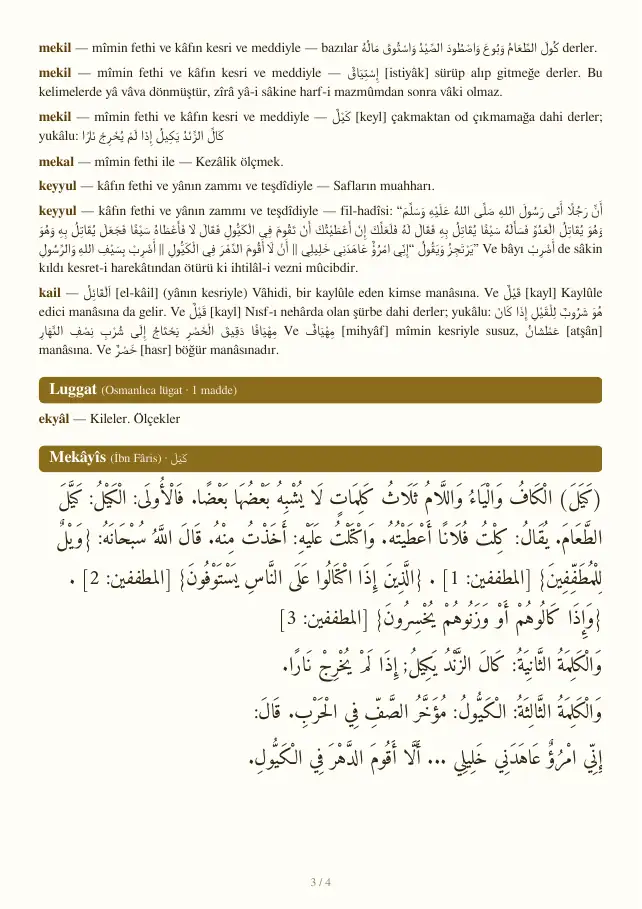 mekil — mîmin fethi ve kâfın kesri ve meddiyle — bazılar كُولَ الطَّعَامُ وَبُوعَ وَاصْطُودَ الصَّيْدُ وَاسْتُوقَ مَالُهُ derler.
mekil — mîmin fethi ve kâfın kesri ve meddiyle — إِسْتِيَاقٌ [istiyâk] sürüp alıp gitmeğe derler. Bu
kelimelerde yâ vâva dönmüştür, zîrâ yâ-i sâkine harf-i mazmûmdan sonra vâki olmaz.
mekil — mîmin fethi ve kâfın kesri ve meddiyle — كَيْلٌ [keyl] çakmaktan od çıkmamağa dahi derler;
yukâlu: كَالَ الزَّنْدُ يَكِيلُ إِذَا لَمْ يُخْرِجْ نَارًا
mekal — mîmin fethi ile — Kezâlik ölçmek.
keyyul — kâfın fethi ve yânın zammı ve teşdîdiyle — Safların muahharı.
keyyul — kâfın fethi ve yânın zammı ve teşdîdiyle — fil-hadîsi: “أَنَّ رَجُلًا أَتَى رَسُولَ اللهِ صَلَّى اللهُ عَلَيْهِ وَسَلَّمَ
وَهُوَ يُقَاتِلُ الْعَدُوَّ فَسَأَلَهُ سَيْفًا يُقَاتِلُ بِهِ فَقَالَ لَهُ فَلَعَلَّكَ إِنْ أَعْطَيْتُكَ أَنْ تَقُومَ فِي الْكَيُّولِ فَقَالَ لَا فَأَعْطَاهُ سَيْفًا فَجَعَلَ يُقَاتِلُ بِهِ وَهُوَ
يَرْتَجِزُ وَيَقُولُ “إِنِّي امْرُؤٌ عَاهَدَنِي خَلِيلِي || أَنْ لَا أَقُومَ الدَّهْرَ فِي الْكَيُّولِ || أَضْرِبْ بِسَيْفِ اللهِ وَالرَّسُولِ” Ve bâyı أَضْرِبْ de sâkin
kıldı kesret-i harekâtından ötürü ki ihtilâl-i vezni mûcibdir.
kail — اَلْقَائِلُ [el-kâil] (yânın kesriyle) Vâhidi, bir kaylûle eden kimse manâsına. Ve قَيْلٌ [kayl] Kaylûle
edici manâsına da gelir. Ve قَيْلٌ [kayl] Nısf-ı nehârda olan şürbe dahi derler; yukâlu: هُوَ شَرُوبٌ لِلْقَيْلِ إِذَا كَانَ
مِهْيَافًا دَقِيقَ الْخَصْرِ يَحْتَاجُ إِلَى شُرْبِ نِصْفِ النَّهَارِ Ve مِهْيَافٌ [mihyâf] mîmin kesriyle susuz, عَطْشَانُ [atşân]
manâsına. Ve خَصْرٌ [hasr] böğür manâsınadır.
Luggat (Osmanlıca lügat · 1 madde)
ekyâl — Kileler. Ölçekler
Mekâyîs (İbn Fâris) · كيل
(كَيَلَ) الْكَافُ وَالْيَاءُ وَاللَّامُ ثَلَاثُ كَلِمَاتٍ لَا يُشْبِهُ بَعْضُهَا بَعْضًا. فَالْأُولَى: الْكَيْلُ: كَيْلُ
الطَّعَامَ. يُقَالُ: كِلْتُ فُلَانًا أَعْطَيْتُهُ. وَاكْتَلْتُ عَلَيْهِ: أَخَذْتُ مِنْهُ. قَالَ اللَّهُ سُبْحَانَهُ: {وَيْلٌ
لِلْمُطَفِّفِينَ} [المطففين: 1] . {الَّذِينَ إِذَا اكْتَالُوا عَلَى النَّاسِ يَسْتَوْفُونَ} [المطففين: 2] .
{وَإِذَا كَالُوهُمْ أَوْ وَزَنُوهُمْ يُخْسِرُونَ} [المطففين: 3]
وَالْكَلِمَةُ الثَّانِيَةُ: كَالَ الزَّنْدُ يَكِيلُ; إِذَا لَمْ يُخْرِجْ نَارًا.
وَالْكَلِمَةُ الثَّالِثَةُ: الْكَيُّولُ: مُؤَخَّرُ الصَّفِّ فِي الْحَرْبِ. قَالَ:
إِنِّي امْرُؤٌ عَاهَدَنِي خَلِيلِي ... أَلَّا أَقُومَ الدَّهْرَ فِي الْكَيُّولِ.
3 / 4